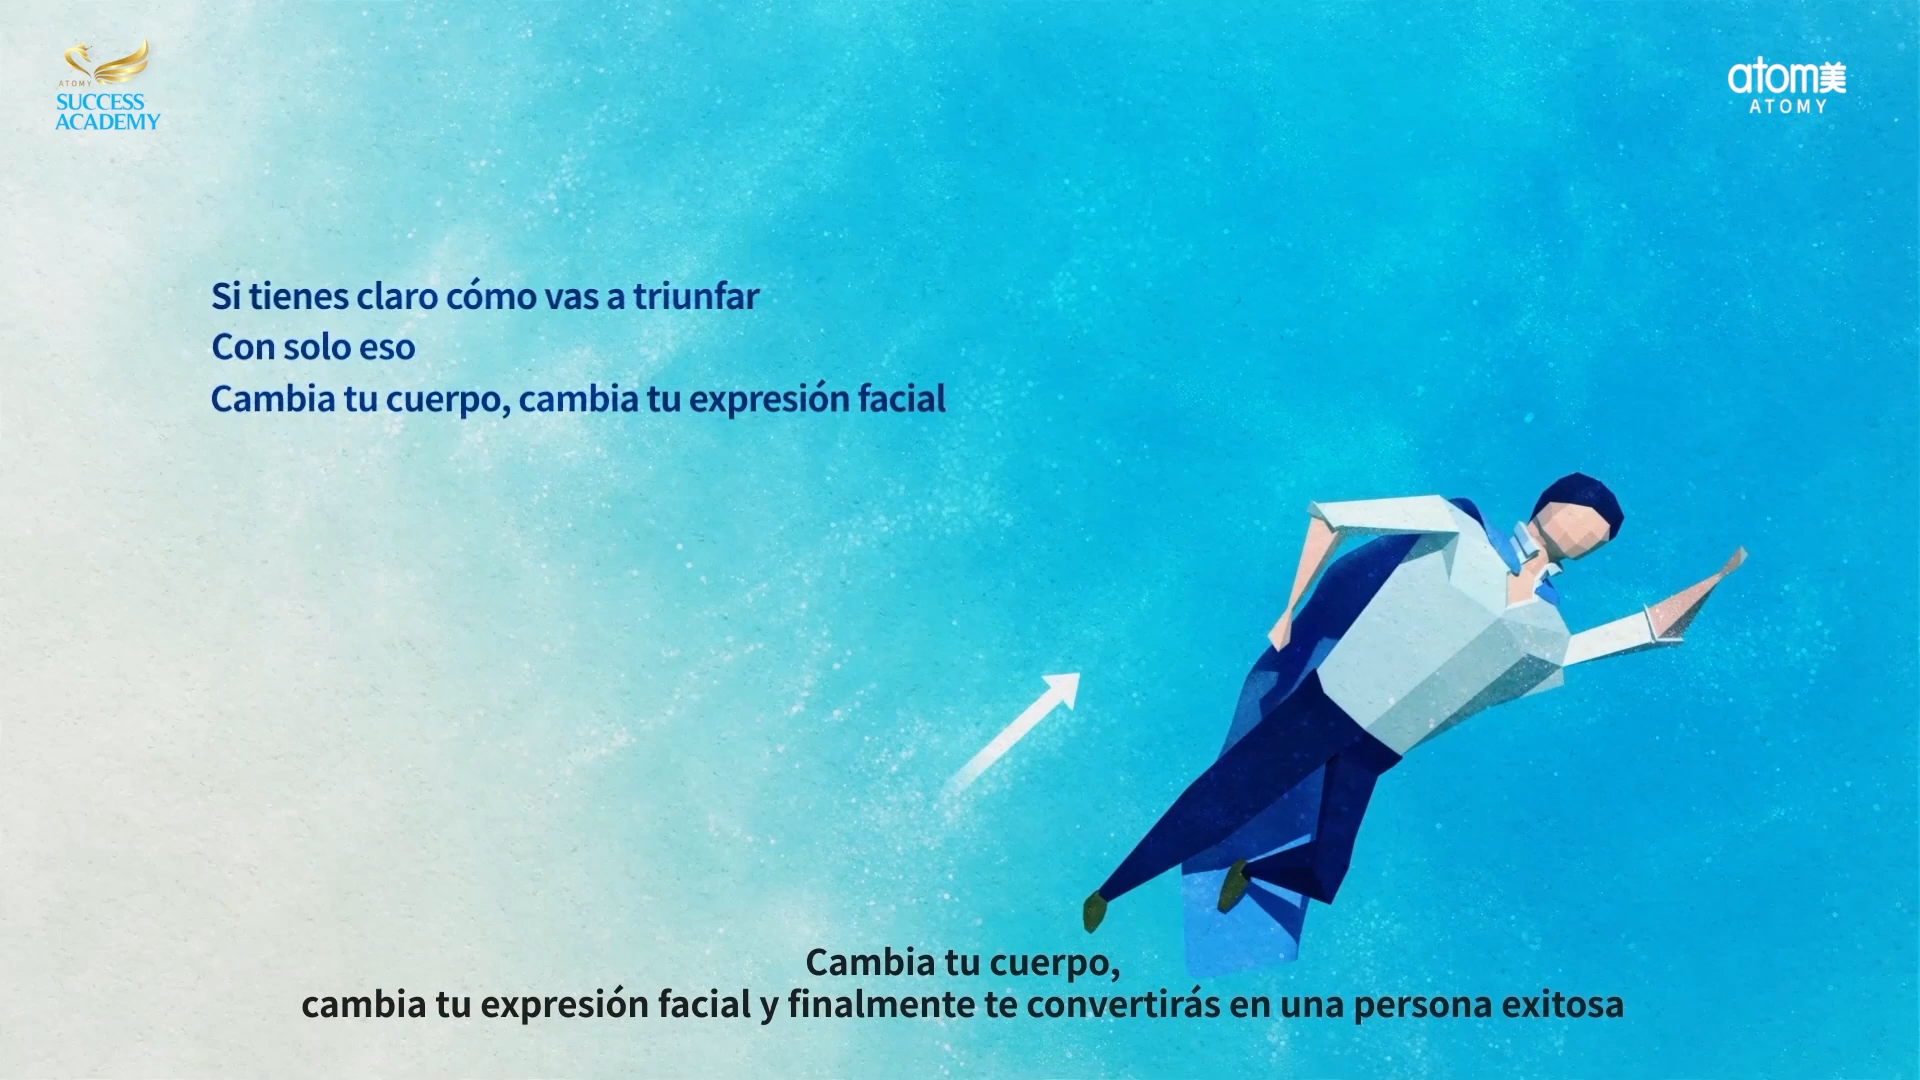 ATOMY
SUCCESS
ACADEMY
atom美
ATOMY
Si tienes claro cómo vas a triunfar
Con solo eso
Cambia tu cuerpo, cambia tu expresión facial
Cambia tu cuerpo,
cambia tu expresión facial y finalmente te convertirás en una persona exitosa